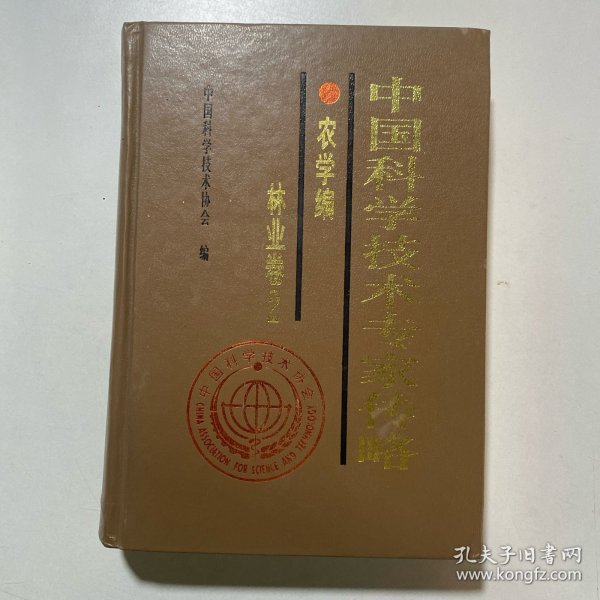 中国科学技术专家传略
农学编
林业卷 2
中国科学技术协会 编
中国科学技术协会
CHINA ASSOCIATION FOR SCIENCE AND TECHNOLOGY
孔夫子旧书网
www.kongfz.com